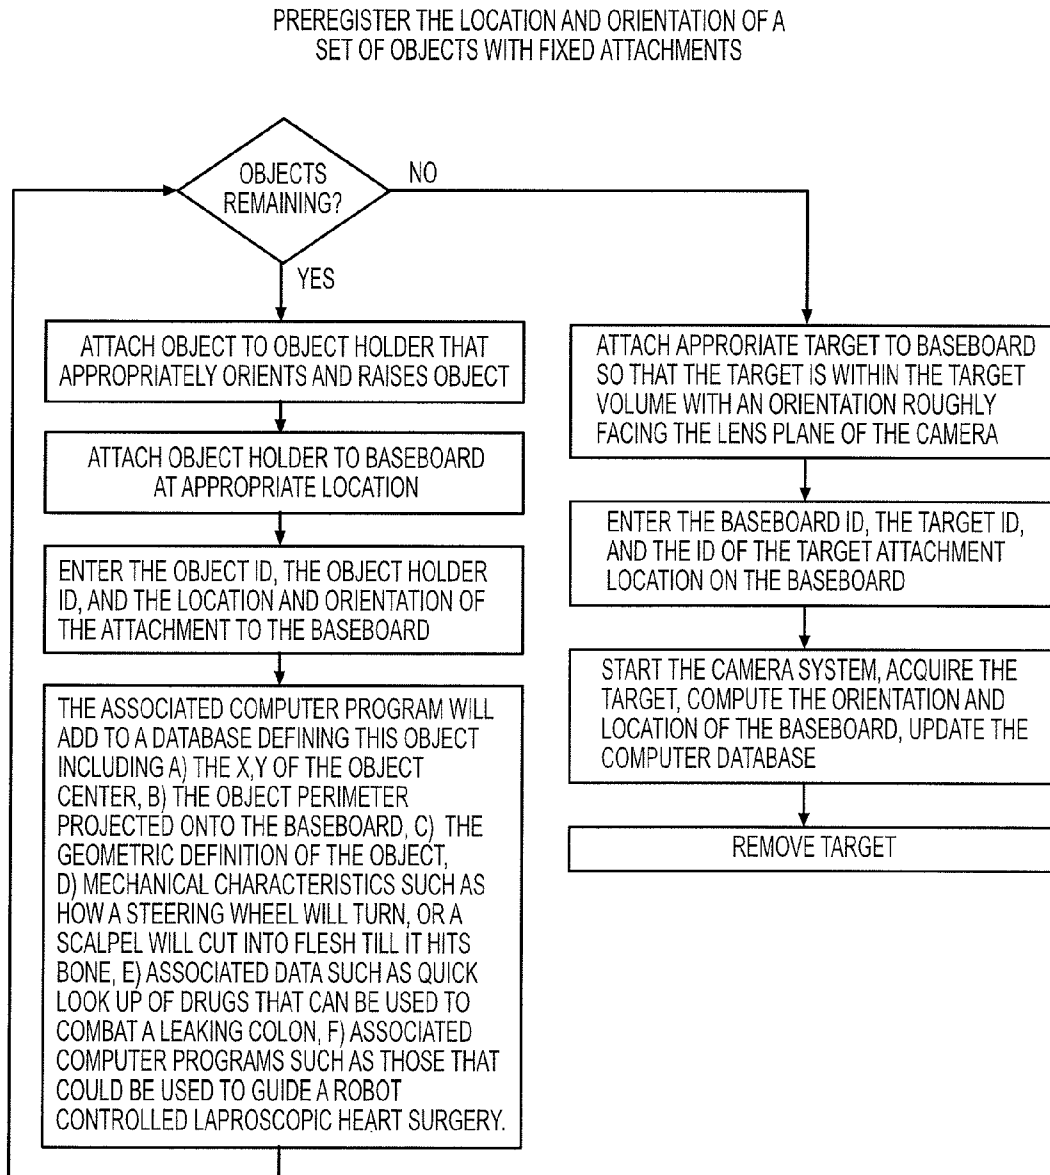 PREREGISTER THE LOCATION AND ORIENTATION OF A
SET OF OBJECTS WITH FIXED ATTACHMENTS
OBJECTS
REMAINING?
NO
YES
ATTACH OBJECT TO OBJECT HOLDER THAT
APPROPRIATELY ORIENTS AND RAISES OBJECT
ATTACH OBJECT HOLDER TO BASEBOARD
AT APPROPRIATE LOCATION
ENTER THE OBJECT ID, THE OBJECT HOLDER
ID, AND THE LOCATION AND ORIENTATION OF
THE ATTACHMENT TO THE BASEBOARD
THE ASSOCIATED COMPUTER PROGRAM WILL
ADD TO A DATABASE DEFINING THIS OBJECT
INCLUDING A) THE X,Y OF THE OBJECT
CENTER, B) THE OBJECT PERIMETER
PROJECTED ONTO THE BASEBOARD, C) THE
GEOMETRIC DEFINITION OF THE OBJECT,
D) MECHANICAL CHARACTERISTICS SUCH AS
HOW A STEERING WHEEL WILL TURN, OR A
SCALPEL WILL CUT INTO FLESH TILL IT HITS
BONE, E) ASSOCIATED DATA SUCH AS QUICK
LOOK UP OF DRUGS THAT CAN BE USED TO
COMBAT A LEAKING COLON, F) ASSOCIATED
COMPUTER PROGRAMS SUCH AS THOSE THAT
COULD BE USED TO GUIDE A ROBOT
CONTROLLED LAPROSCOPIC HEART SURGERY.
ATTACH APPRORIATE TARGET TO BASEBOARD
SO THAT THE TARGET IS WITHIN THE TARGET
VOLUME WITH AN ORIENTATION ROUGHLY
FACING THE LENS PLANE OF THE CAMERA
ENTER THE BASEBOARD ID, THE TARGET ID,
AND THE ID OF THE TARGET ATTACHMENT
LOCATION ON THE BASEBOARD
START THE CAMERA SYSTEM, ACQUIRE THE
TARGET, COMPUTE THE ORIENTATION AND
LOCATION OF THE BASEBOARD, UPDATE THE
COMPUTER DATABASE
REMOVE TARGET